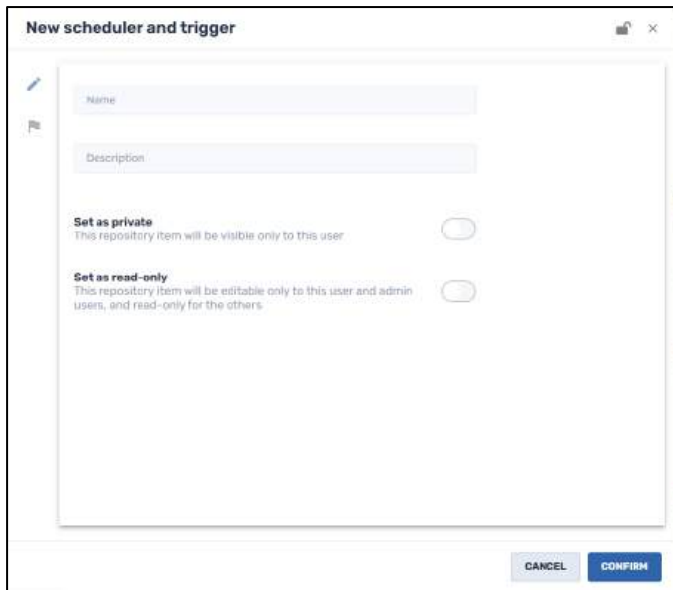 New scheduler and trigger
Name
Description
Set as private
This repository item will be visible only to this user
Set as read-only
This repository item will be editable only to this user and admin
users, and read-only for the others
CANCEL
CONFIRM